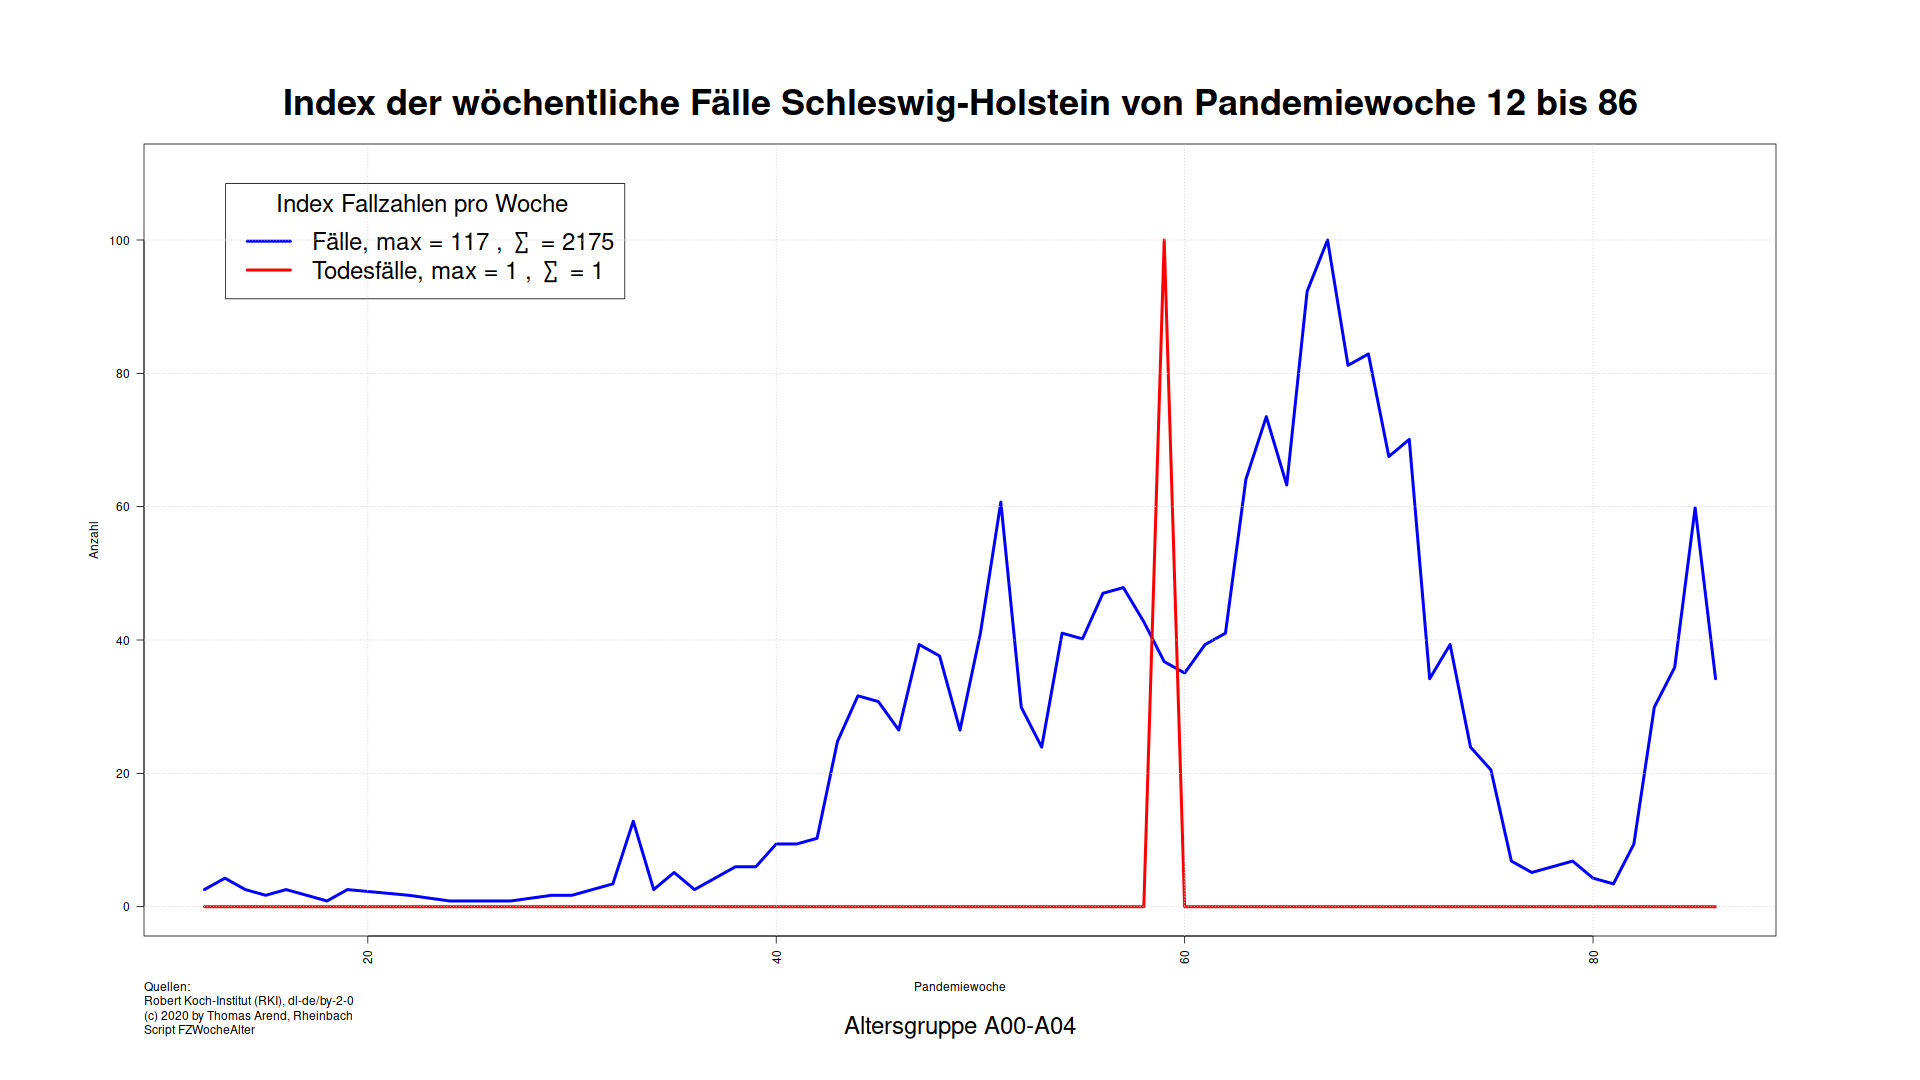 Index der wöchentliche Fälle Schleswig-Holstein von Pandemiewoche 12 bis 86
Index Fallzahlen pro Woche
Fälle, max = 117 , ∑ = 2175
Todesfälle, max = 1 , ∑ = 1
100
80
60
40
20
0
Anzahl
20
40
60
80
Pandemiewoche
Quellen:
Robert Koch-Institut (RKI), dl-de/by-2-0
(c) 2020 by Thomas Arend, Rheinbach
Script FZWocheAlter
Altersgruppe A00-A04